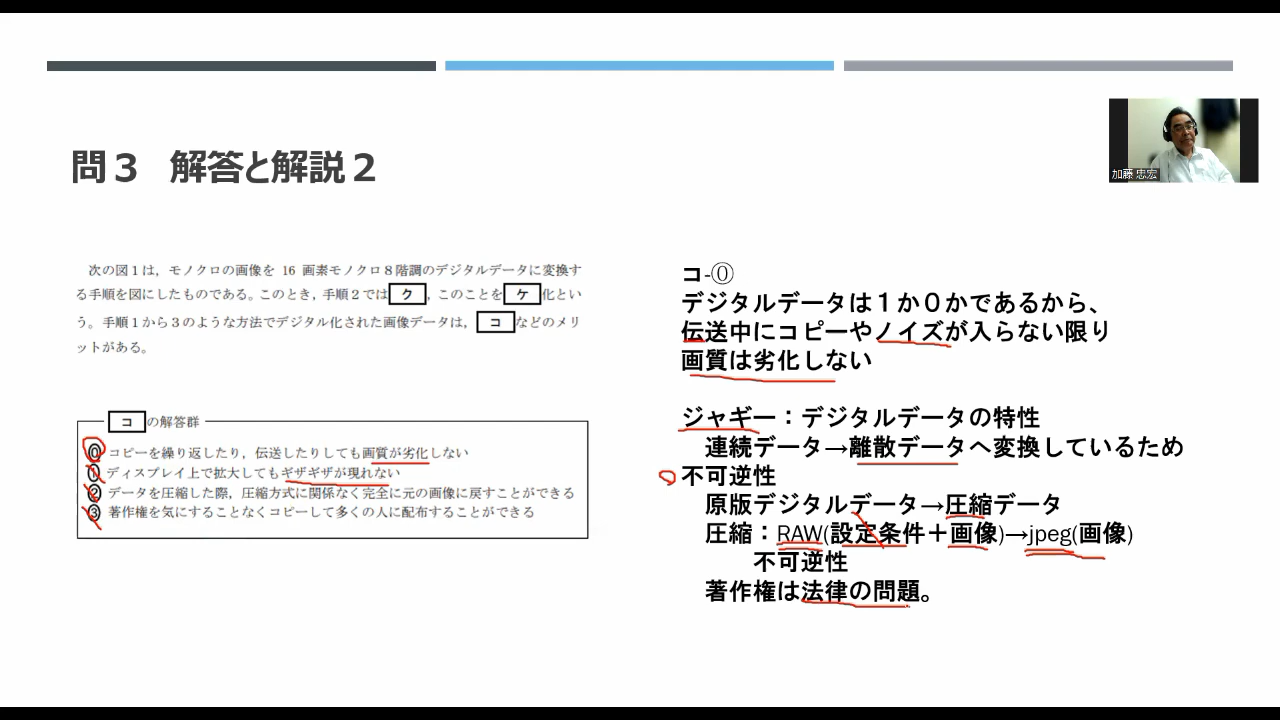 問３　解答と解説２
加藤 忠宏
次の図１は，モノクロの画像を 16 画素モノクロ８階調のデジタルデータに変換す
る手順を図にしたものである。このとき，手順２では ク ，このことを ケ 化とい
う。手順１から３のような方法でデジタル化された画像データは， コ などのメリ
ットがある。
コ の解答群
⓪ コピーを繰り返したり，伝送したりしても画質が劣化しない
① ディスプレイ上で拡大してもギザギザが現れない
② データを圧縮した際，圧縮方式に関係なく完全に元の画像に戻すことができる
③ 著作権を気にすることなくコピーして多くの人に配布することができる
コ-⓪
デジタルデータは１か０かであるから、
伝送中にコピーやノイズが入らない限り
画質は劣化しない
ジャギー：デジタルデータの特性
連続データ→離散データへ変換しているため
不可逆性
原版デジタルデータ→圧縮データ
圧縮：RAW(設定条件＋画像)→jpeg(画像)
不可逆性
著作権は法律の問題。